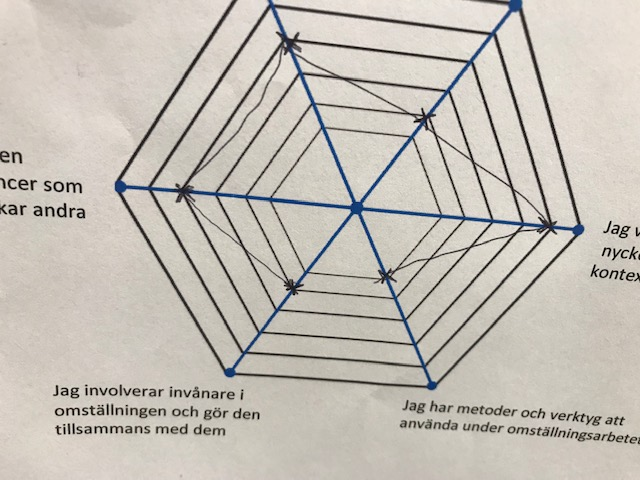 en
ncer som
kar andra
Jag v
nyck
kontex
Jag involverar invånare i
omställningen och gör den
tillsammans med dem
Jag har metoder och verktyg att
använda under omställningsarbetet